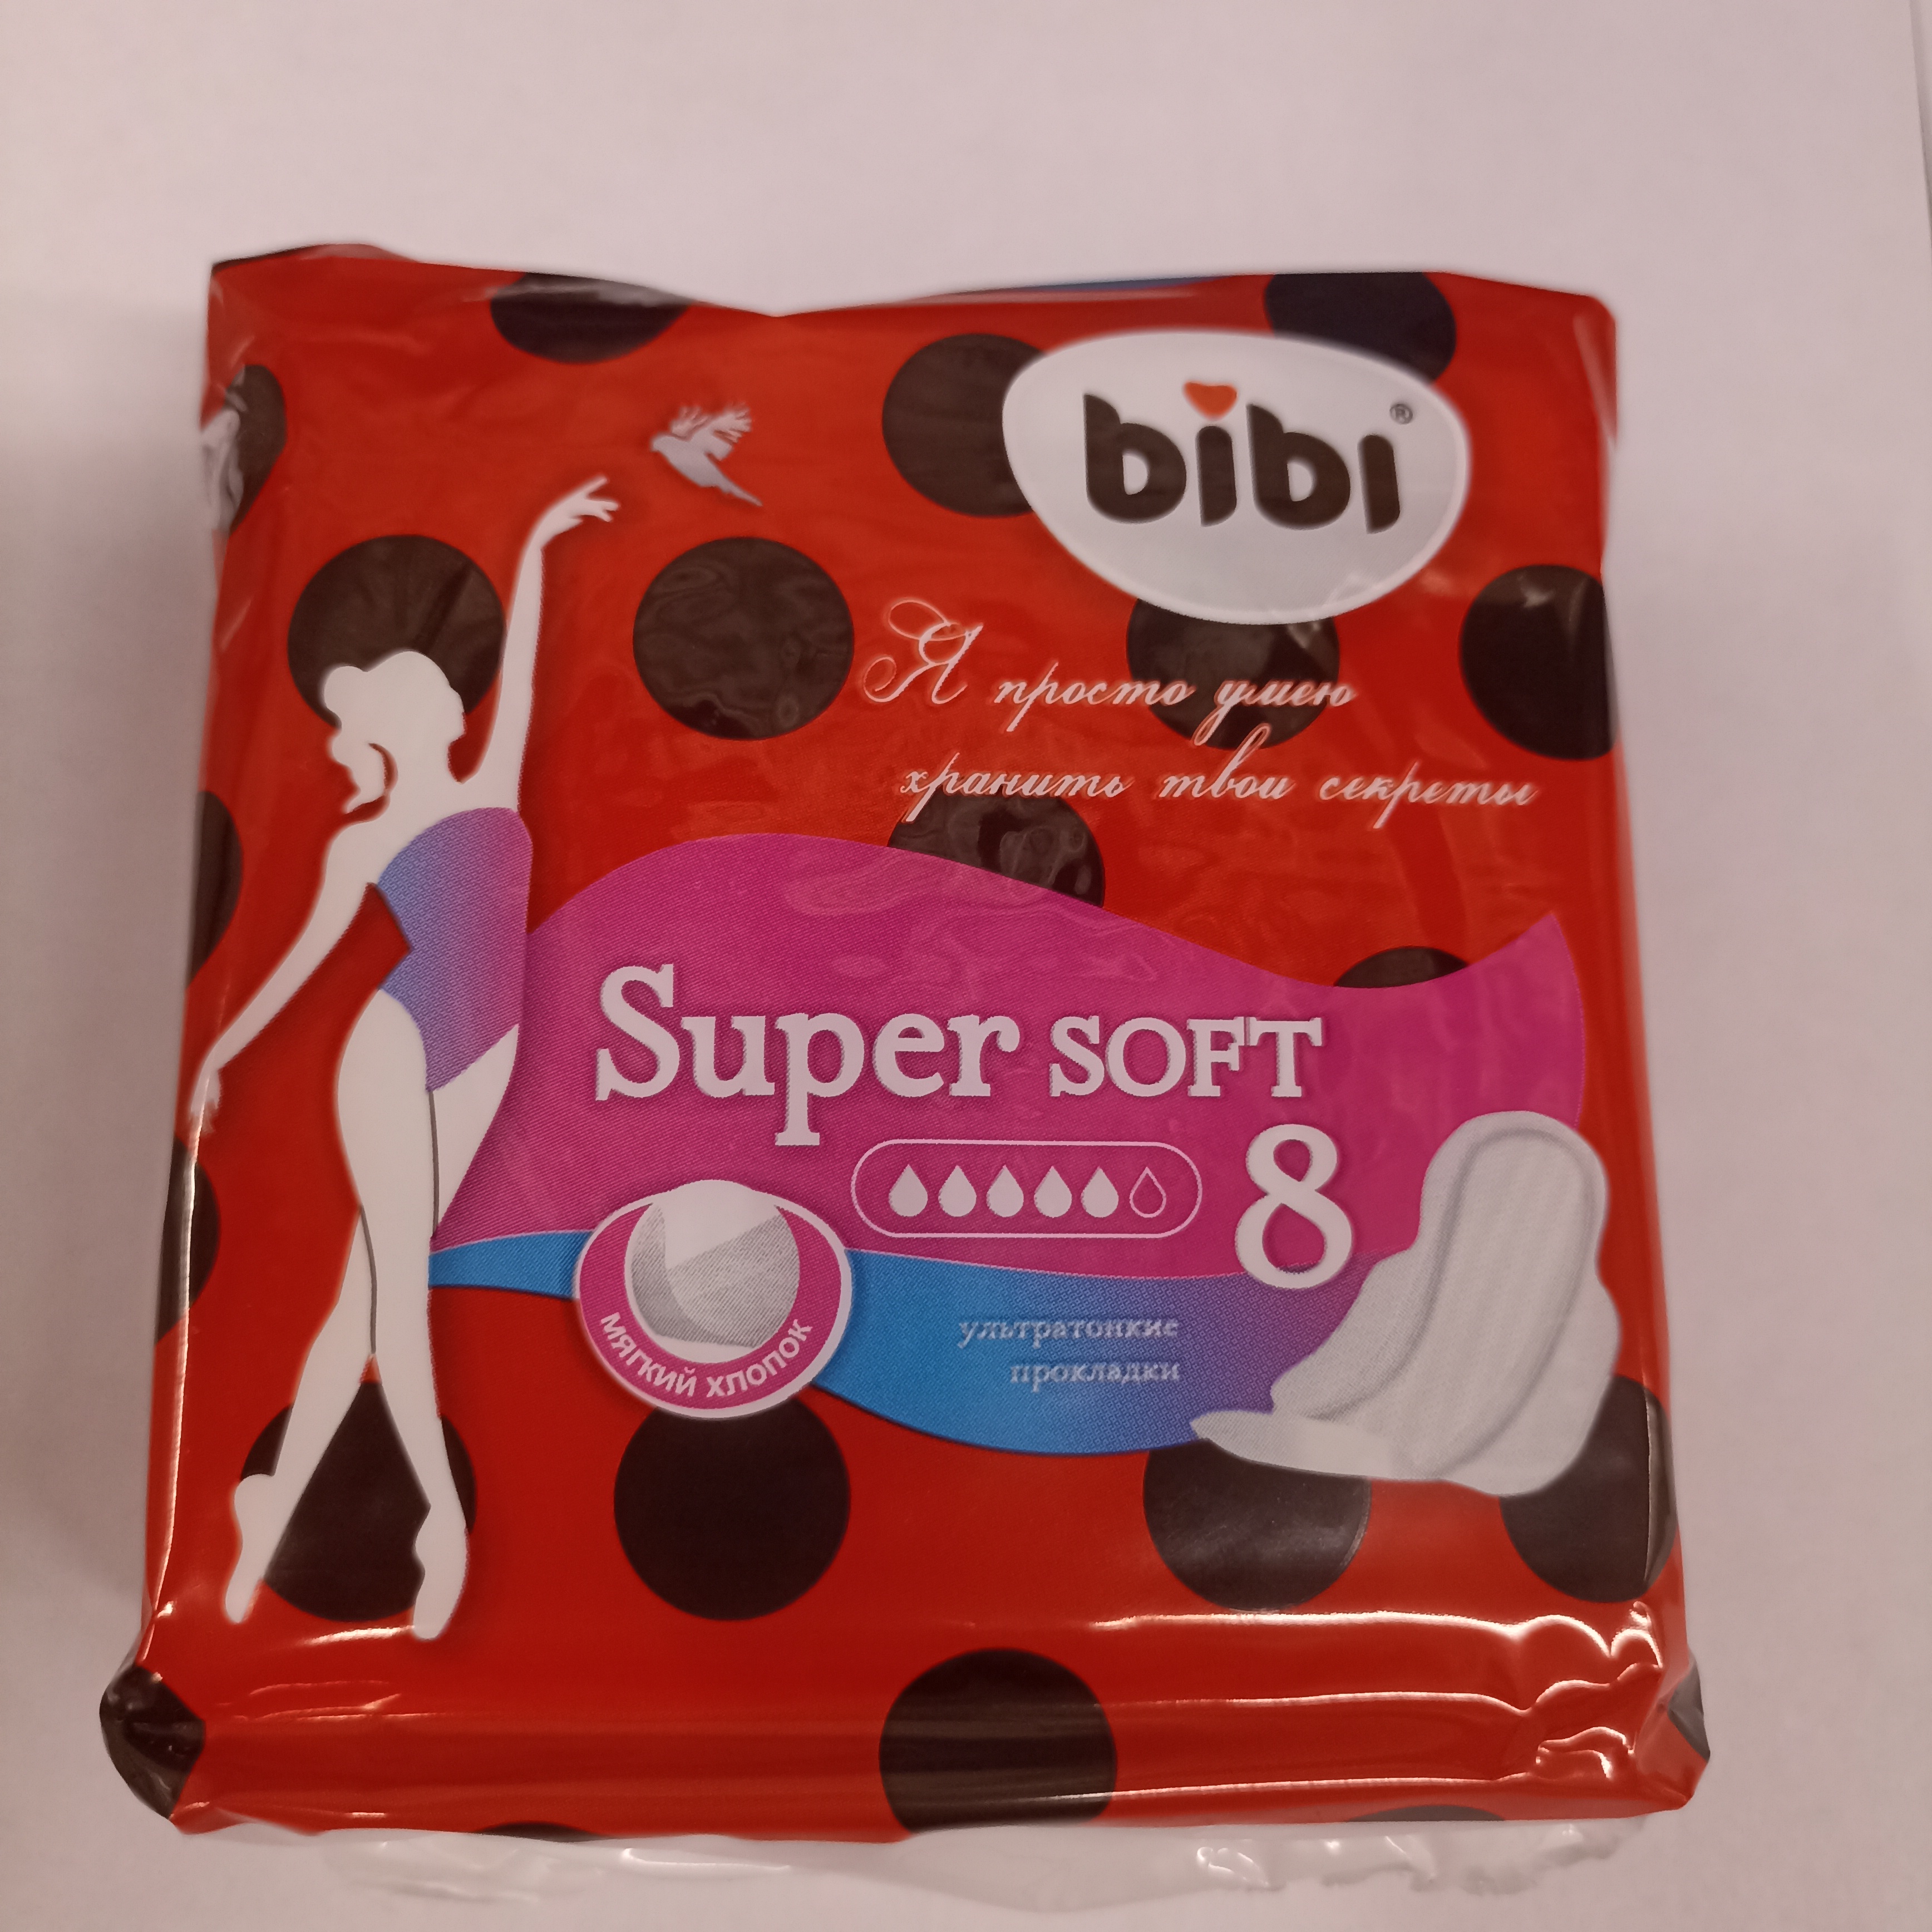 bibi®
Я просто умею
хранить твои секреты
Super SOFT
8
МЯГКИЙ ХЛОПОК
ультратонкие
прокладки